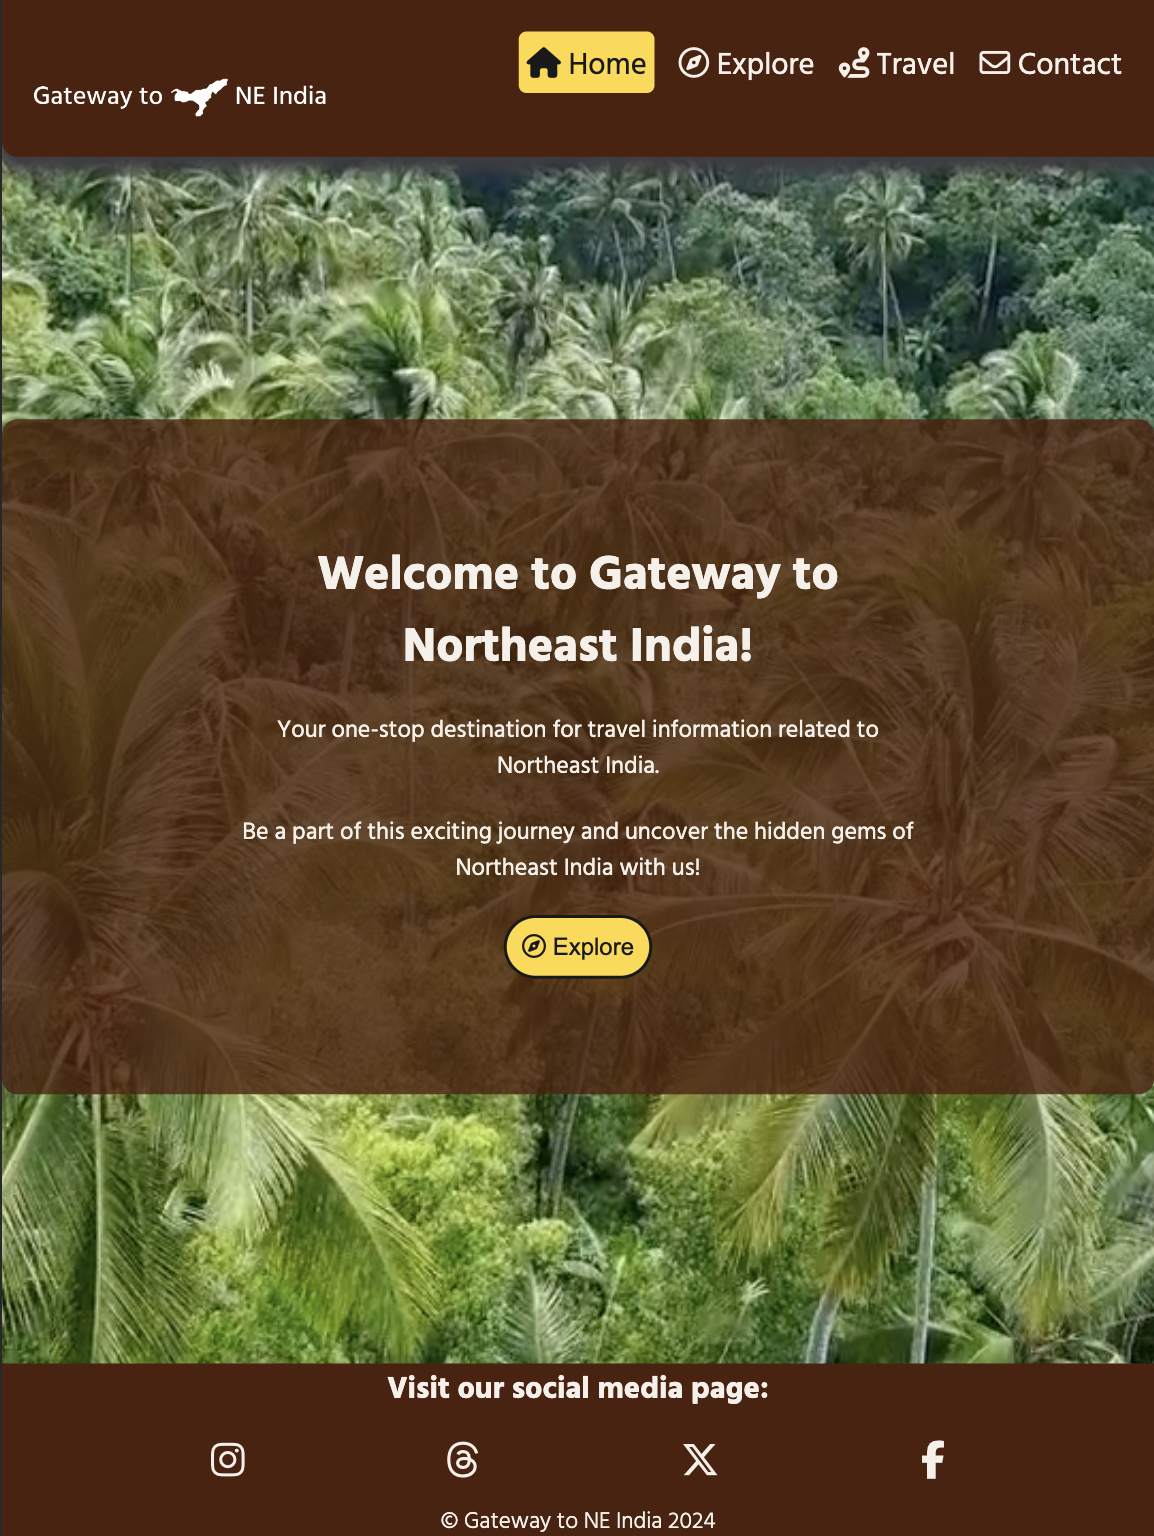 Home Explore Travel Contact
Gateway to NE India
Welcome to Gateway to
Northeast India!
Your one-stop destination for travel information related to
Northeast India.
Be a part of this exciting journey and uncover the hidden gems of
Northeast India with us!
Explore
Visit our social media page:
© Gateway to NE India 2024